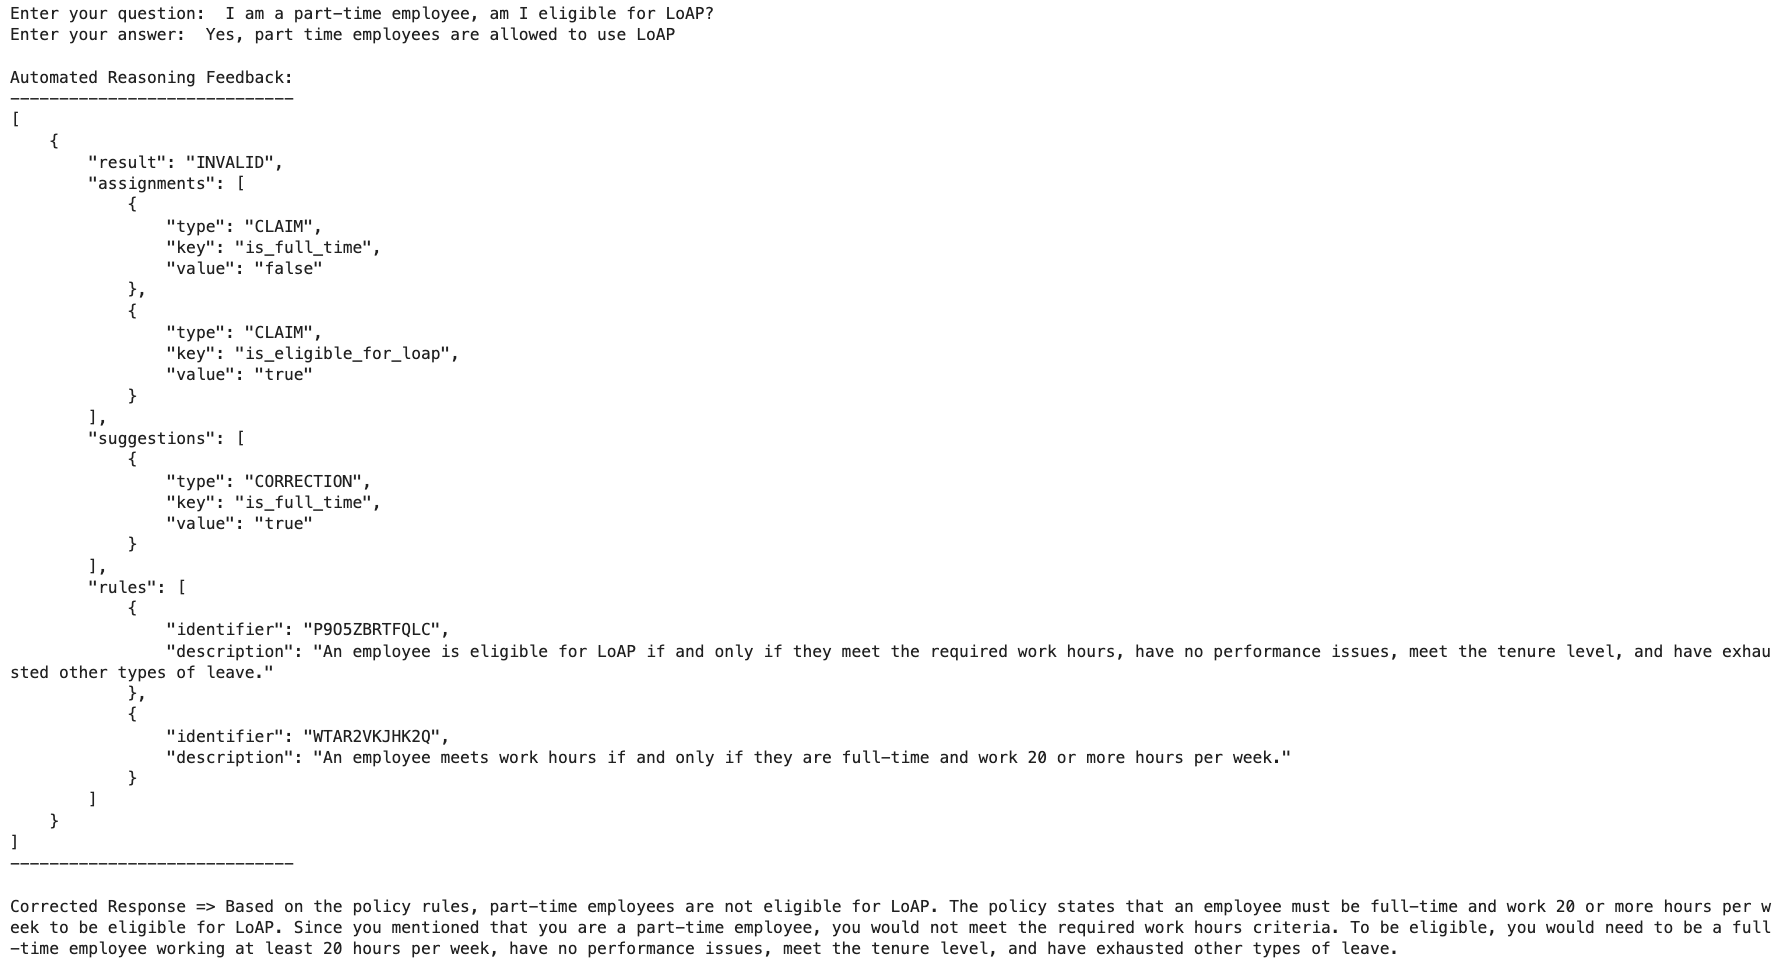 Enter your question:  I am a part-time employee, am I eligible for LoAP?
Enter your answer:  Yes, part time employees are allowed to use LoAP

Automated Reasoning Feedback:
-----------------------------
[
    {
        "result": "INVALID",
        "assignments": [
            {
                "type": "CLAIM",
                "key": "is_full_time",
                "value": "false"
            },
            {
                "type": "CLAIM",
                "key": "is_eligible_for_loap",
                "value": "true"
            }
        ],
        "suggestions": [
            {
                "type": "CORRECTION",
                "key": "is_full_time",
                "value": "true"
            }
        ],
        "rules": [
            {
                "identifier": "P9O5ZBRTFQLC",
                "description": "An employee is eligible for LoAP if and only if they meet the required work hours, have no performance issues, meet the tenure level, and have exhau
sted other types of leave."
            },
            {
                "identifier": "WTAR2VKJHK2Q",
                "description": "An employee meets work hours if and only if they are full-time and work 20 or more hours per week."
            }
        ]
    }
]
-----------------------------

Corrected Response => Based on the policy rules, part-time employees are not eligible for LoAP. The policy states that an employee must be full-time and work 20 or more hours per w
eek to be eligible for LoAP. Since you mentioned that you are a part-time employee, you would not meet the required work hours criteria. To be eligible, you would need to be a full
-time employee working at least 20 hours per week, have no performance issues, meet the tenure level, and have exhausted other types of leave.